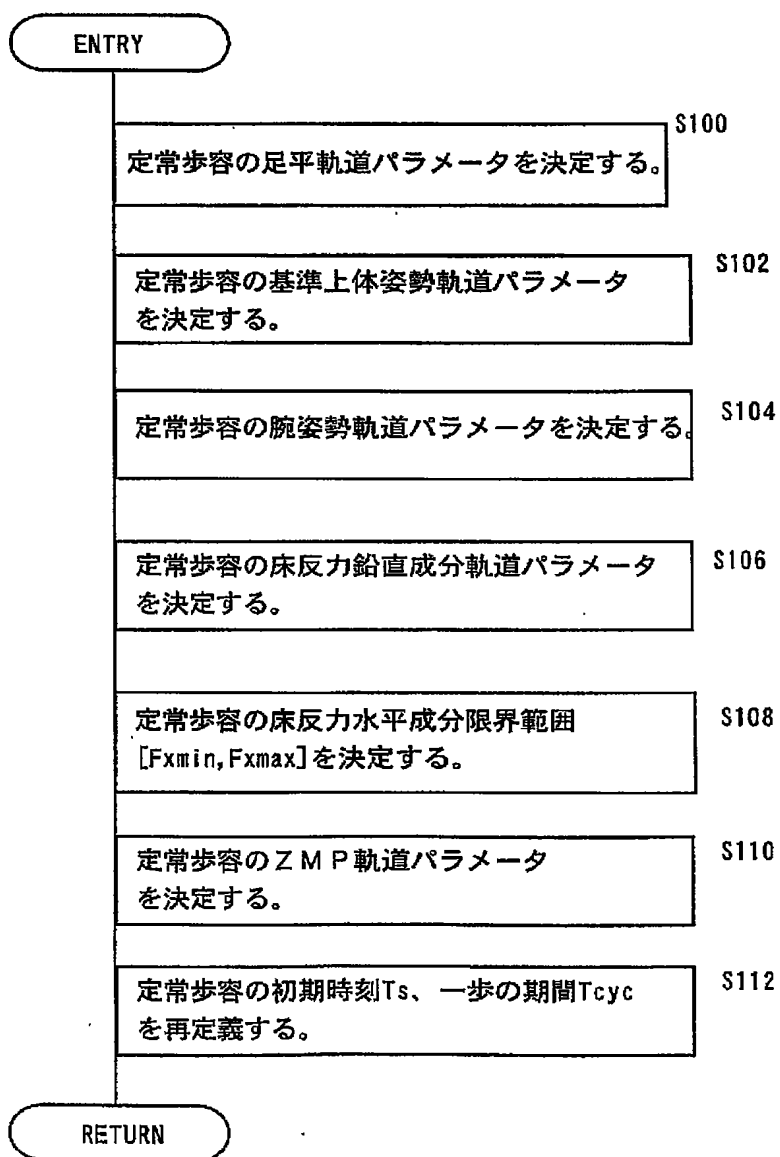 ENTRY
S100
定常歩容の足平軌道パラメータを決定する。
S102
定常歩容の基準上体姿勢軌道パラメータ
を決定する。
S104
定常歩容の腕姿勢軌道パラメータを決定する。
S106
定常歩容の床反力鉛直成分軌道パラメータ
を決定する。
S108
定常歩容の床反力水平成分限界範囲
[Fxmin,Fxmax]を決定する。
S110
定常歩容のＺＭＰ軌道パラメータ
を決定する。
S112
定常歩容の初期時刻Ts、一歩の期間Tcyc
を再定義する。
RETURN